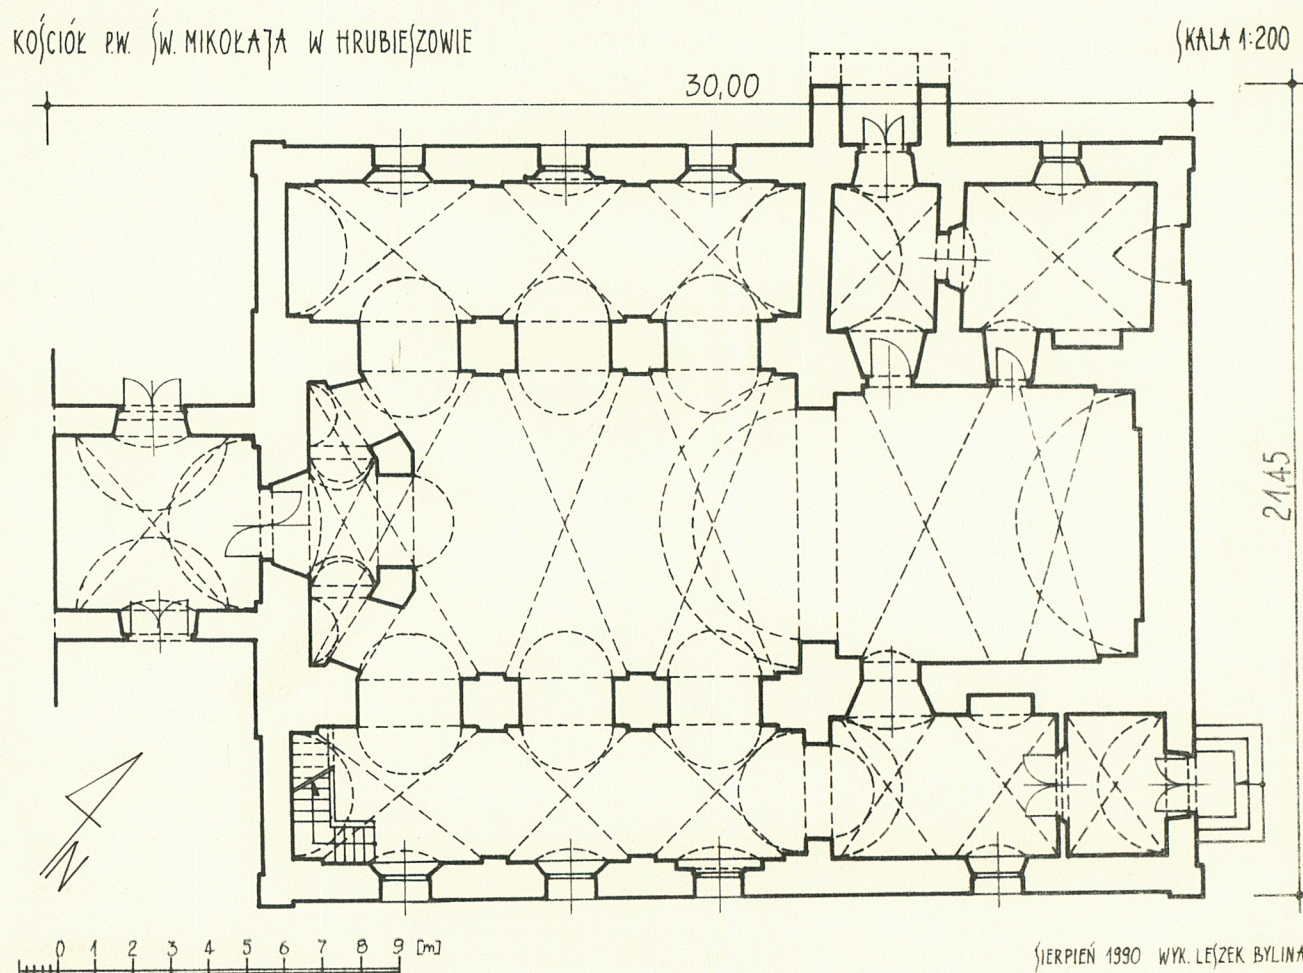 KOŚCIÓŁ P.W. ŚW. MIKOŁAJA W HRUBIESZOWIE
SKALA 1:200
30,00
21,45
N
0 1 2 3 4 5 6 7 8 9 [m]
SIERPIEŃ 1990 WYK. LESZEK BYLINA